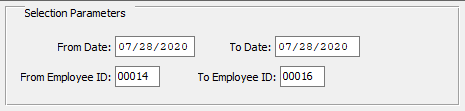 Selection Parameters
From Date: 07/28/2020 To Date: 07/28/2020
From Employee ID: 00014 To Employee ID: 00016